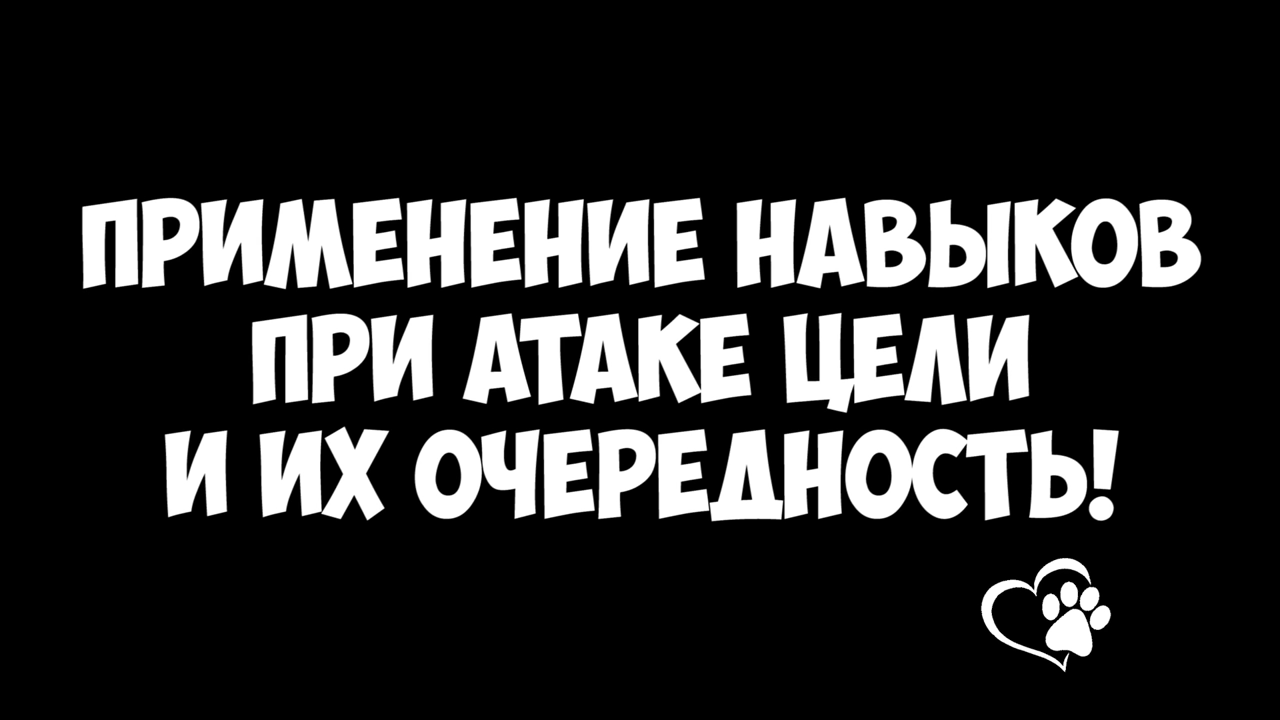 ПРИМЕНЕНИЕ НАВЫКОВ
ПРИ АТАКЕ ЦЕЛИ
И ИХ ОЧЕРЕДНОСТЬ!